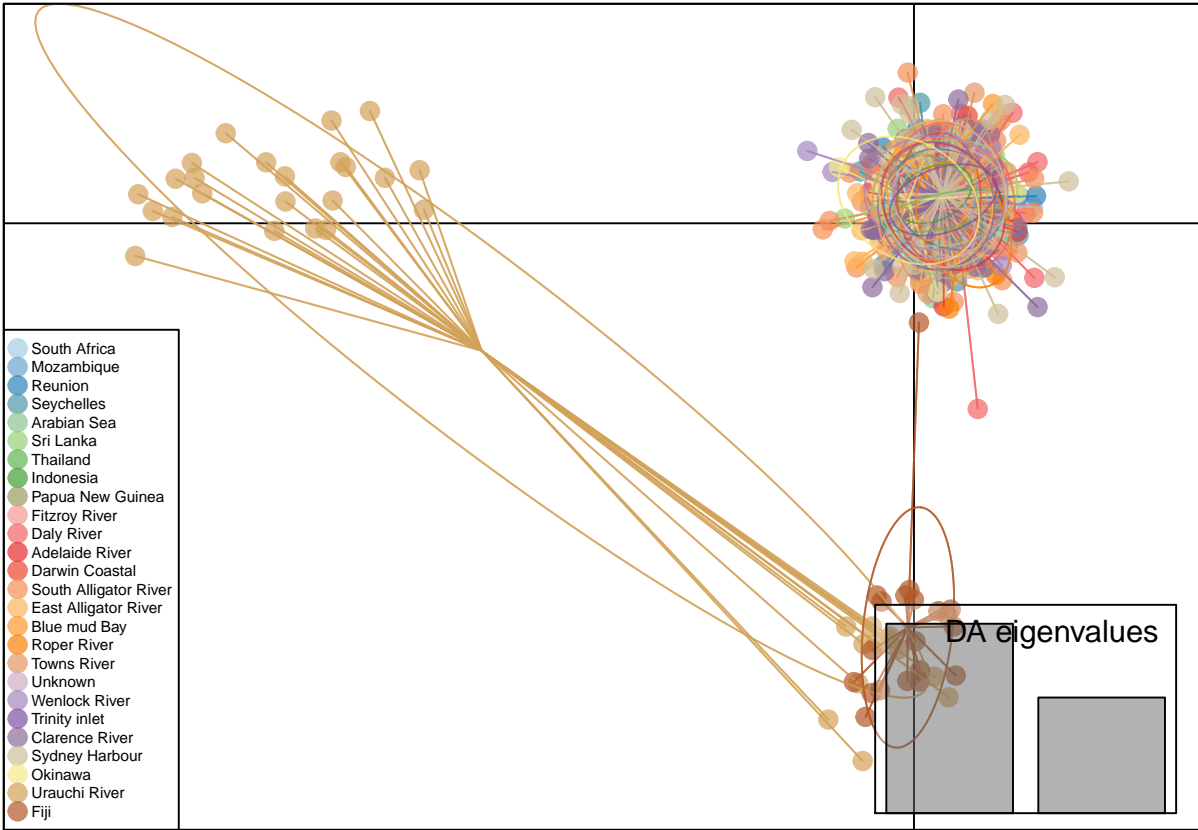 South Africa
Mozambique
Reunion
Seychelles
Arabian Sea
Sri Lanka
Thailand
Indonesia
Papua New Guinea
Fitzroy River
Daly River
Adelaide River
Darwin Coastal
South Alligator River
East Alligator River
Blue mud Bay
Roper River
Towns River
Unknown
Wenlock River
Trinity inlet
Clarence River
Sydney Harbour
Okinawa
Urauchi River
Fiji
DA eigenvalues